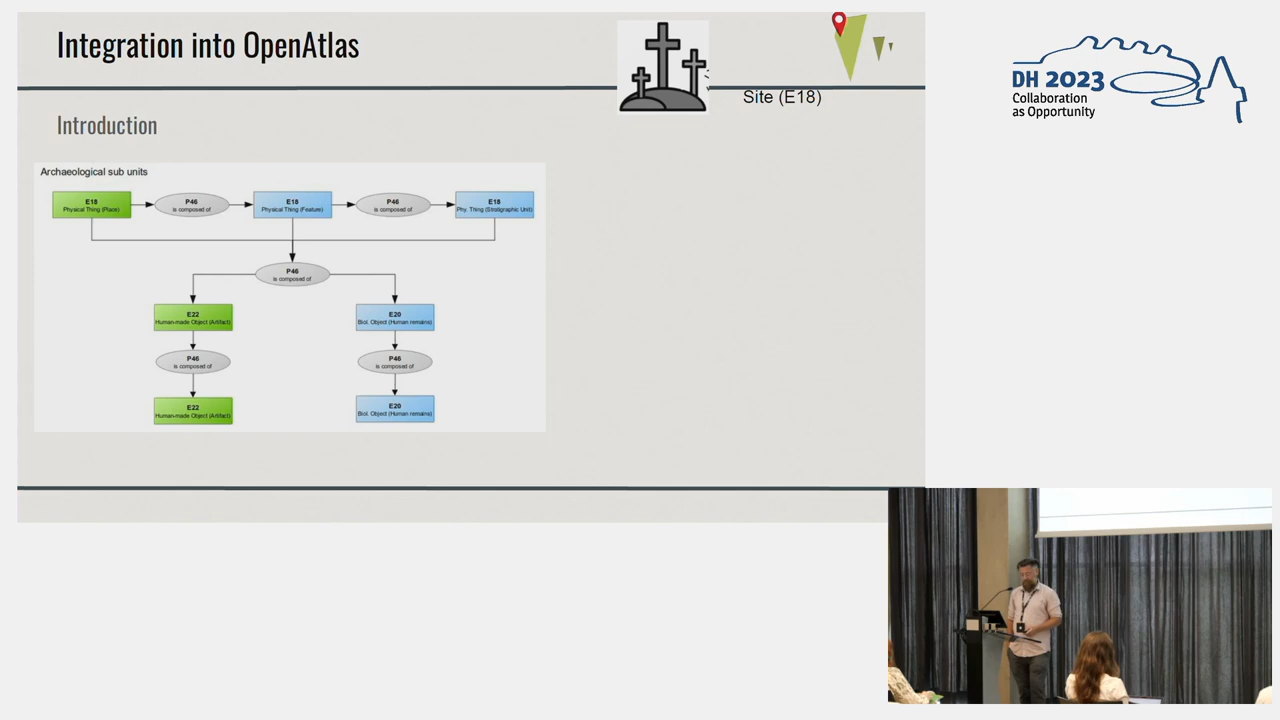 Integration into OpenAtlas
Site (E18)
Introduction
Archaeological sub units
E18
Physical Thing (Place)
P46
is composed of
E18
Physical Thing (Feature)
P46
is composed of
E18
Phy. Thing (Stratigraphic Unit)
P46
is composed of
E22
Human-made Object (Artifact)
E20
Biol. Object (Human remains)
P46
is composed of
P46
is composed of
E22
Human-made Object (Artifact)
E20
Biol. Object (Human remains)
DH 2023
Collaboration
as Opportunity